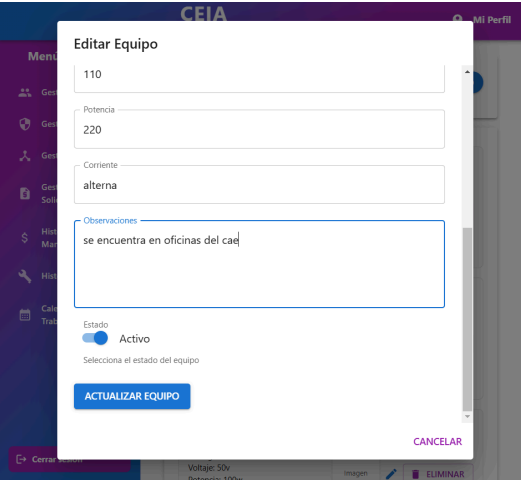 CEIA
Mi Perfil
Editar Equipo
Menú
110
Gest
Potencia
220
Gest
Gest
Corriente
alterna
Gest
Solic
Observaciones
se encuentra en oficinas del cae
Hist
Man
Hist
Cale
Trab
Estado
Activo
Selecciona el estado del equipo
ACTUALIZAR EQUIPO
CANCELAR
Cerrar sesión
Voltaje: 50v
Potencia: 100w
Imagen
ELIMINAR